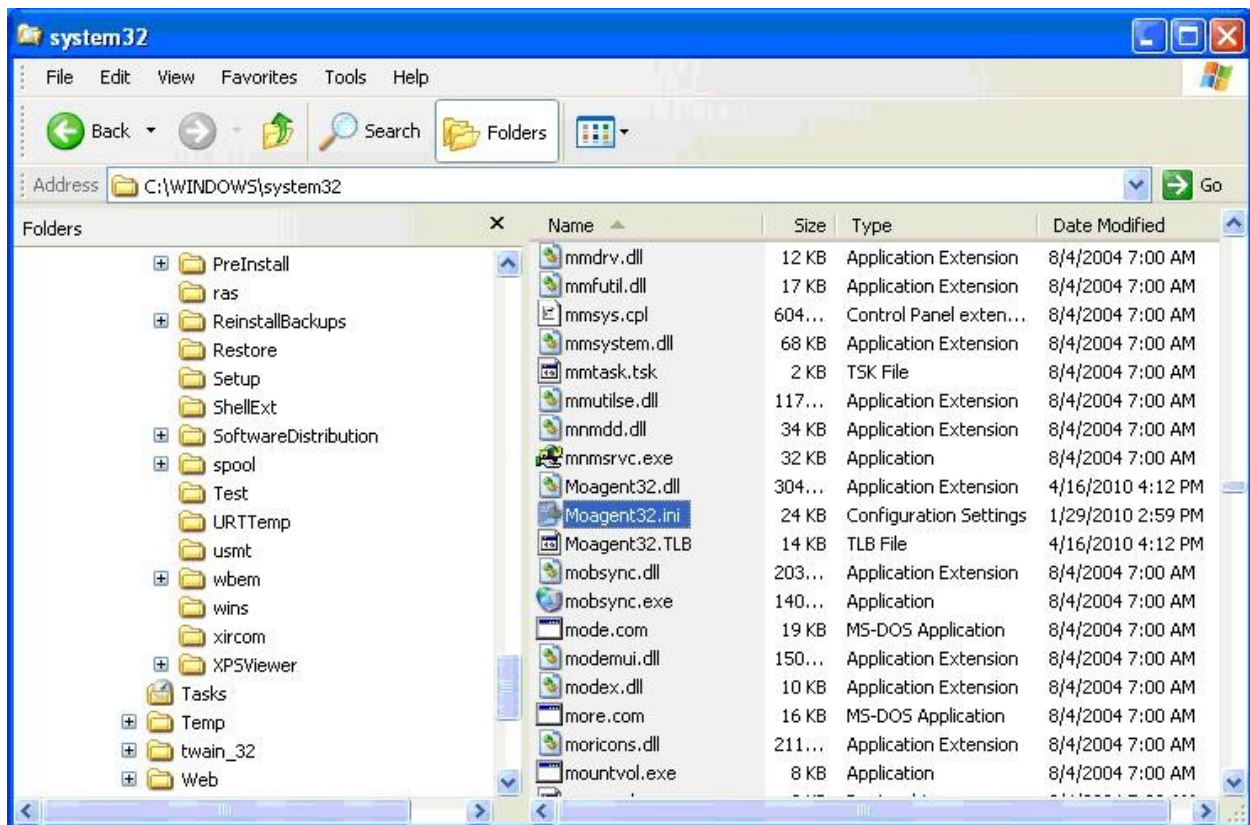 system32
File Edit View Favorites Tools Help
Back Search Folders
Address C:\WINDOWS\system32 Go
Folders
PreInstall
ras
ReinstallBackups
Restore
Setup
ShellExt
SoftwareDistribution
spool
Test
URTTemp
usmt
wbem
wins
xircom
XPSViewer
Tasks
Temp
twain_32
Web
Name Size Type Date Modified
mmdrv.dll 12 KB Application Extension 8/4/2004 7:00 AM
mmfutil.dll 17 KB Application Extension 8/4/2004 7:00 AM
mmsys.cpl 604... Control Panel exten... 8/4/2004 7:00 AM
mmsystem.dll 68 KB Application Extension 8/4/2004 7:00 AM
mmtask.tsk 2 KB TSK File 8/4/2004 7:00 AM
mmutilse.dll 117... Application Extension 8/4/2004 7:00 AM
mnmdd.dll 34 KB Application Extension 8/4/2004 7:00 AM
mnmsrvc.exe 32 KB Application 8/4/2004 7:00 AM
Moagent32.dll 304... Application Extension 4/16/2010 4:12 PM
Moagent32.ini 24 KB Configuration Settings 1/29/2010 2:59 PM
Moagent32.TLB 14 KB TLB File 4/16/2010 4:12 PM
mobsync.dll 203... Application Extension 8/4/2004 7:00 AM
mobsync.exe 140... Application 8/4/2004 7:00 AM
mode.com 19 KB MS-DOS Application 8/4/2004 7:00 AM
modemui.dll 150... Application Extension 8/4/2004 7:00 AM
modex.dll 10 KB Application Extension 8/4/2004 7:00 AM
more.com 16 KB MS-DOS Application 8/4/2004 7:00 AM
moricons.dll 211... Application Extension 8/4/2004 7:00 AM
mountvol.exe 8 KB Application 8/4/2004 7:00 AM